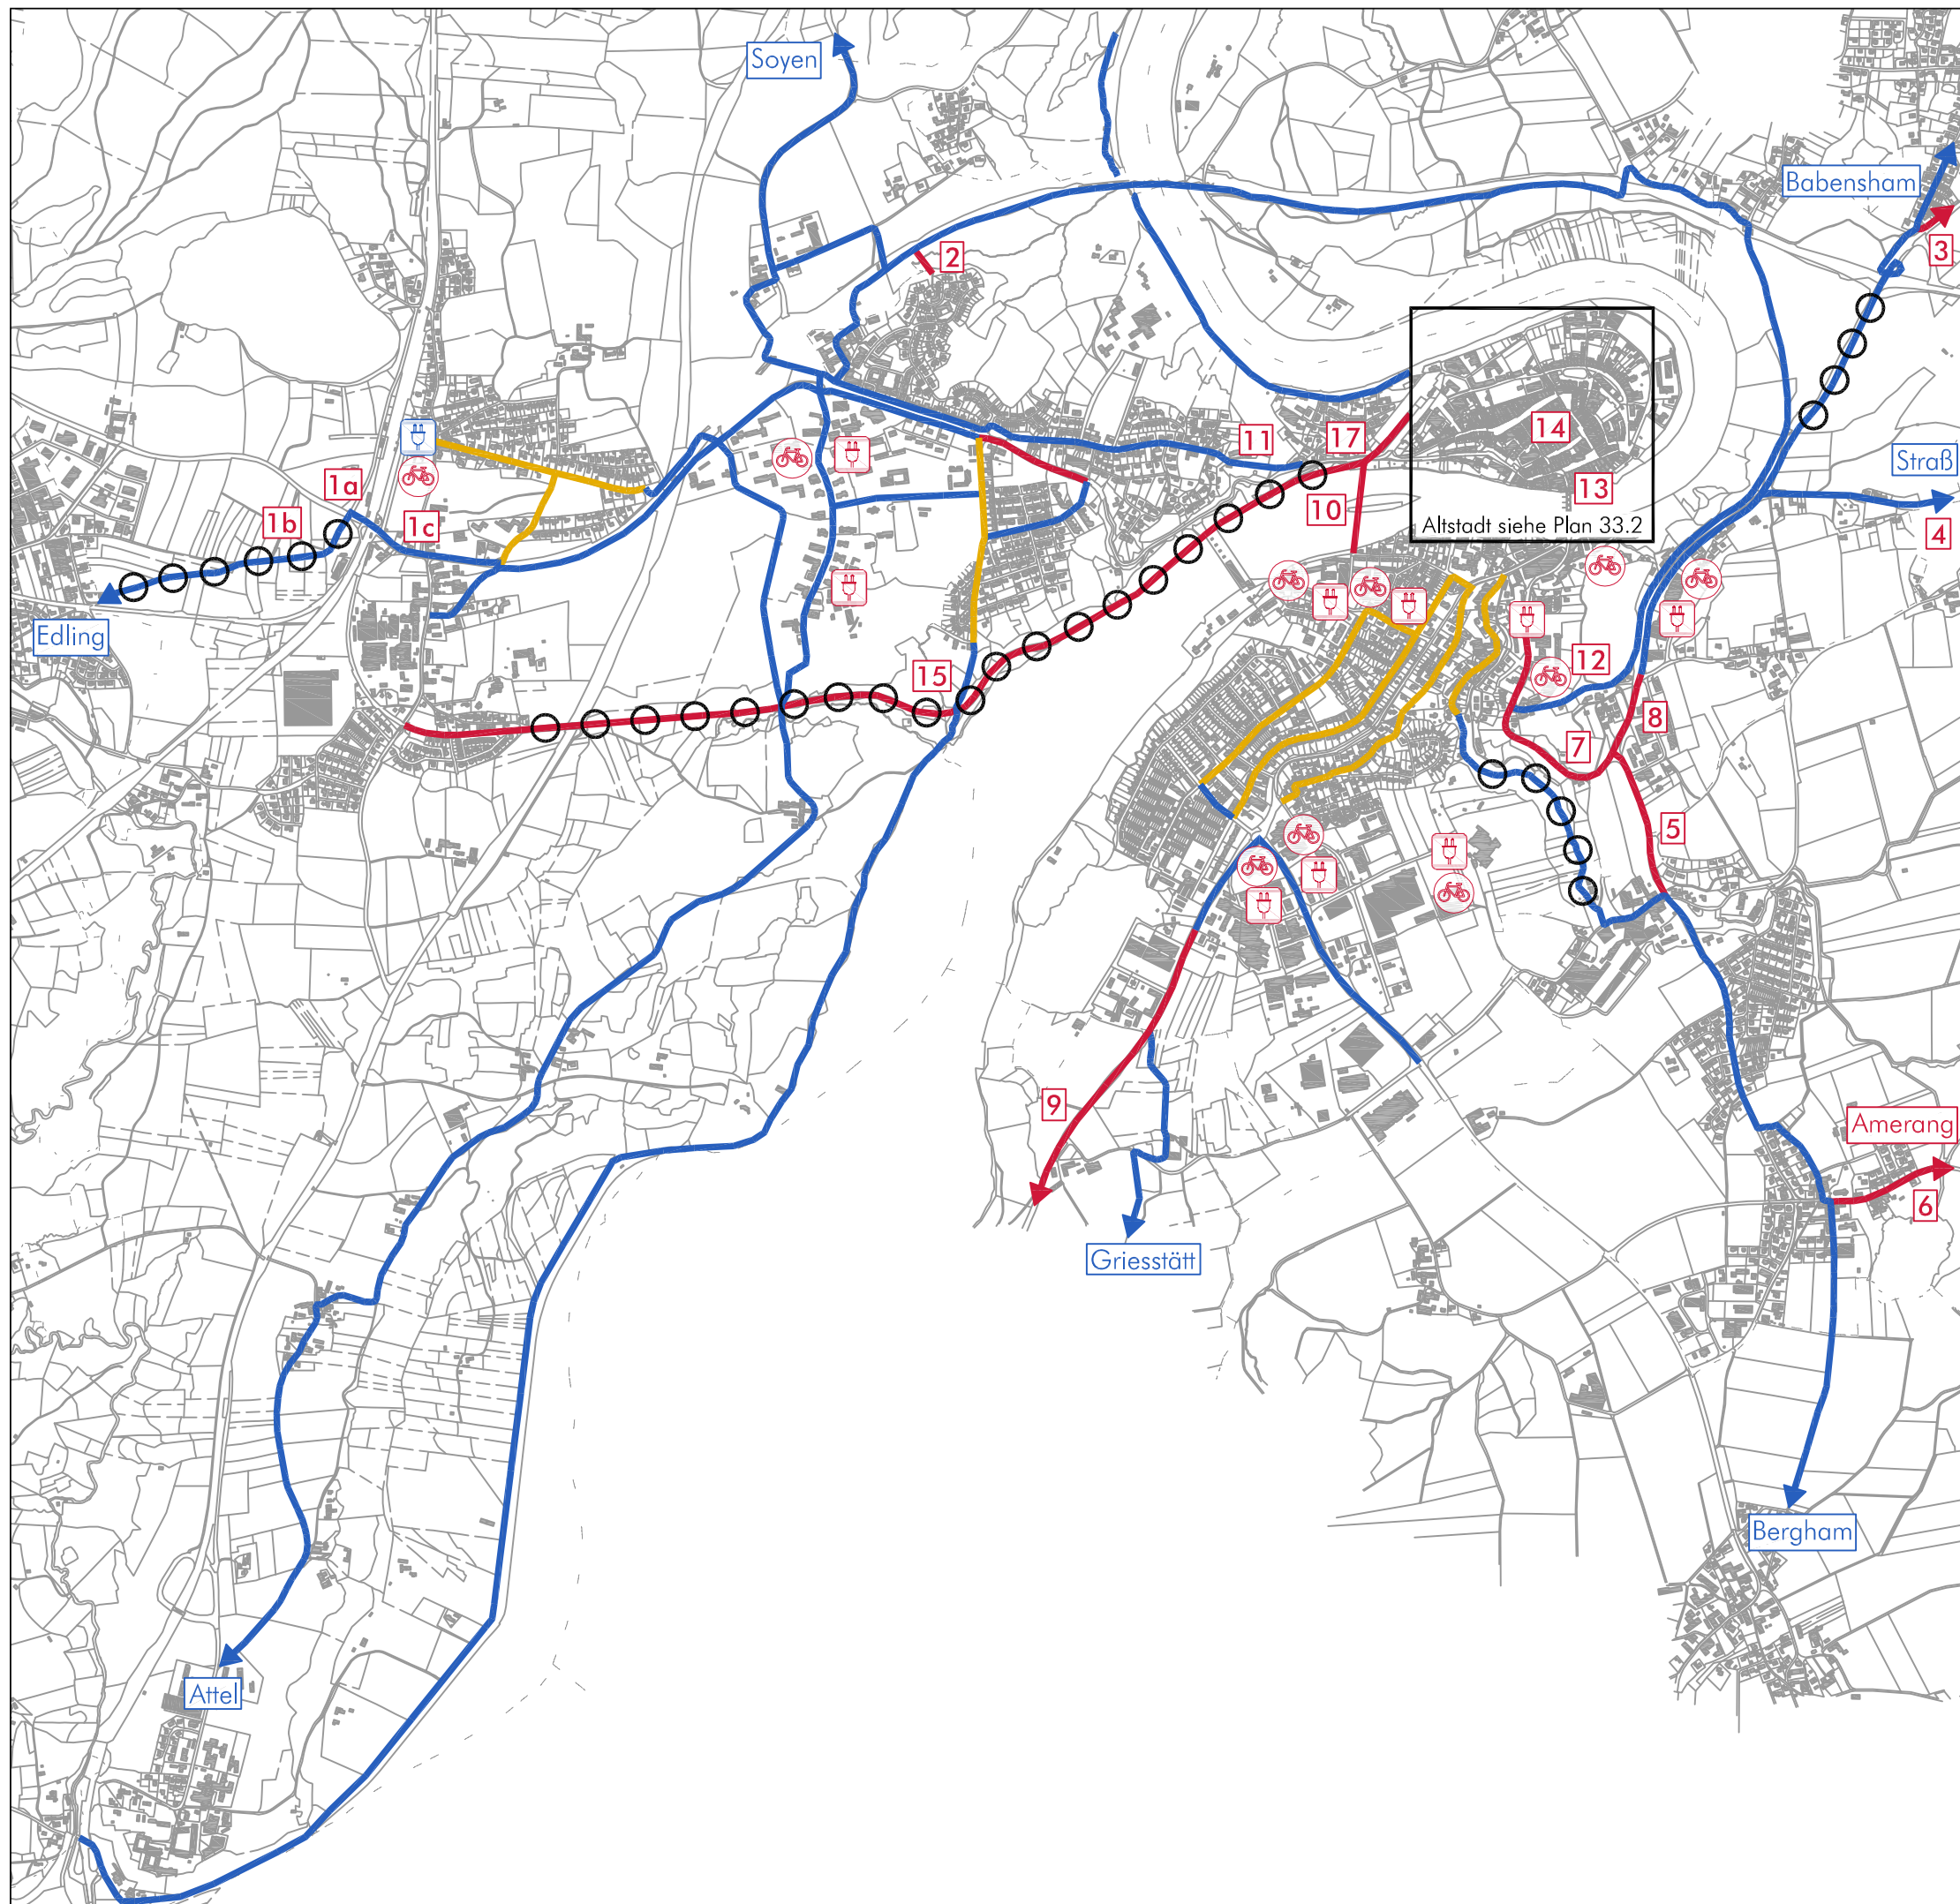 Soyen
Babensham
2
3
11
17
14
Straß
1a
13
1b
10
1c
Altstadt siehe Plan 33.2
4
Edling
12
15
8
7
5
9
Amerang
6
Griesstätt
Bergham
Attel